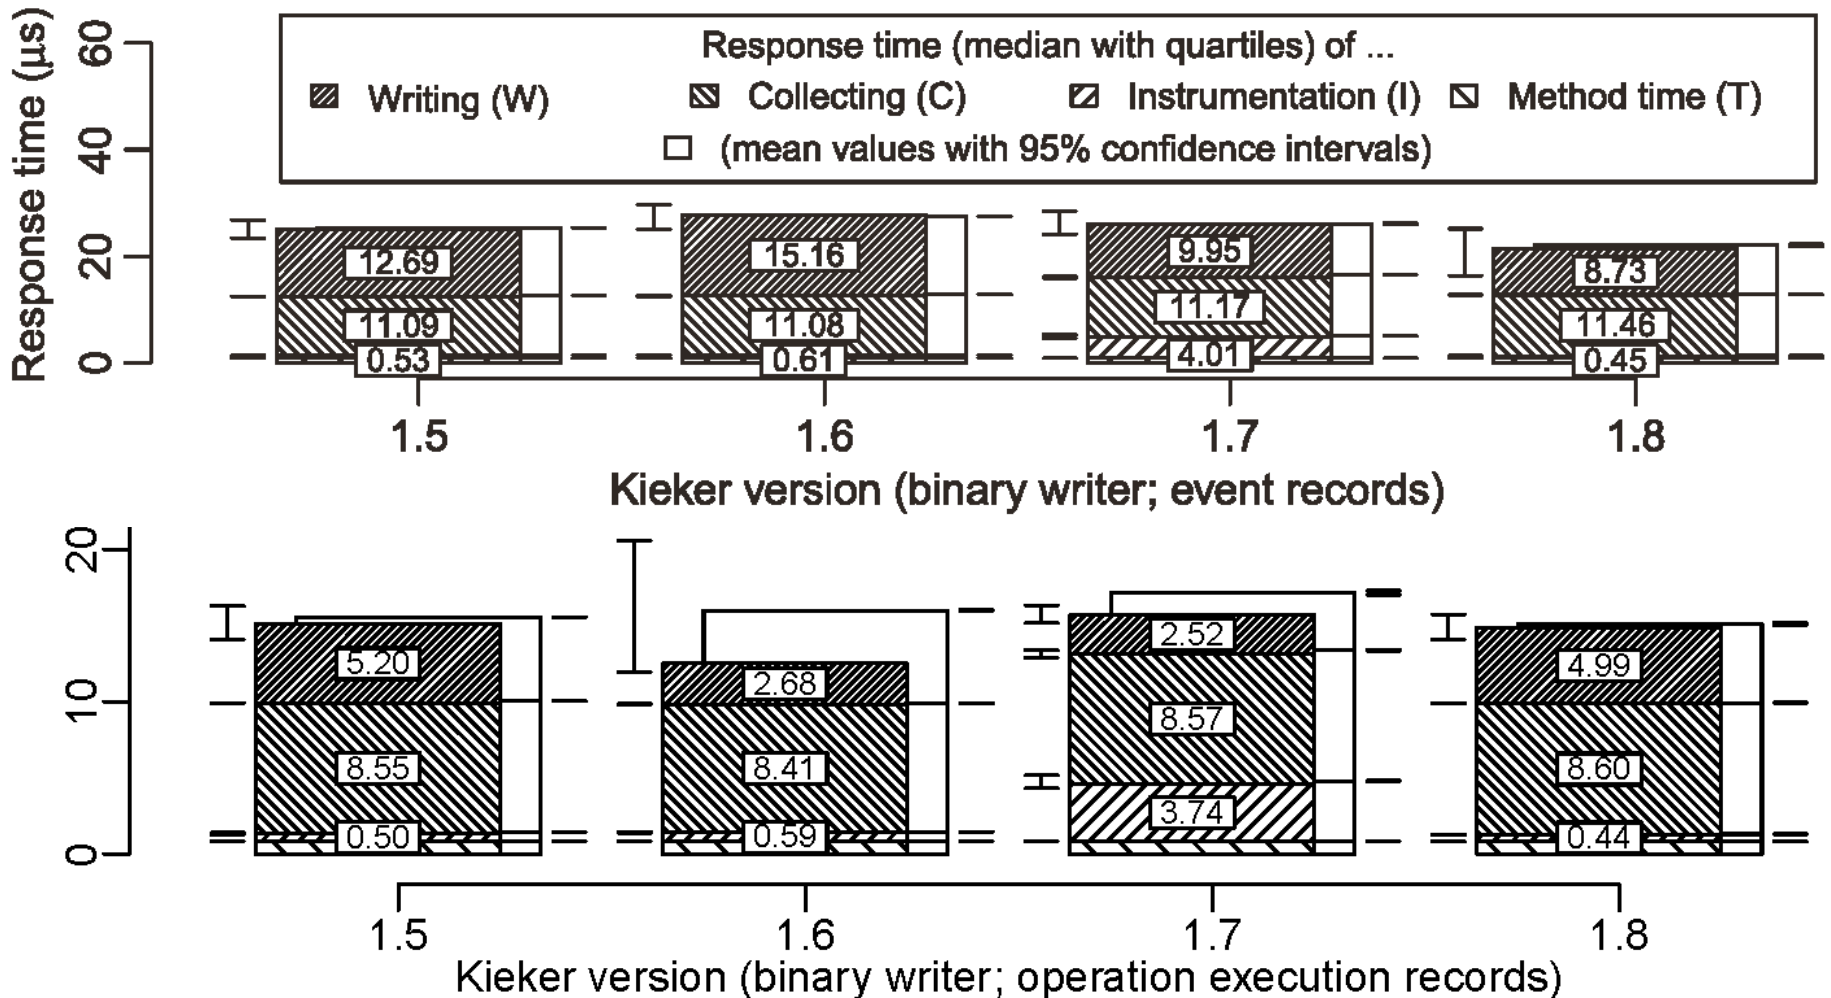 Response time (µs)
60
40
20
0
Response time (median with quartiles) of ...
Writing (W) Collecting (C) Instrumentation (I) Method time (T)
(mean values with 95% confidence intervals)
12.69 15.16 9.95 8.73
11.09 11.08 11.17 11.46
0.53 0.61 4.01 0.45
1.5 1.6 1.7 1.8
Kieker version (binary writer; event records)
20
10
0
5.20 2.68 2.52 4.99
8.55 8.41 8.57 8.60
0.50 0.59 3.74 0.44
1.5 1.6 1.7 1.8
Kieker version (binary writer; operation execution records)